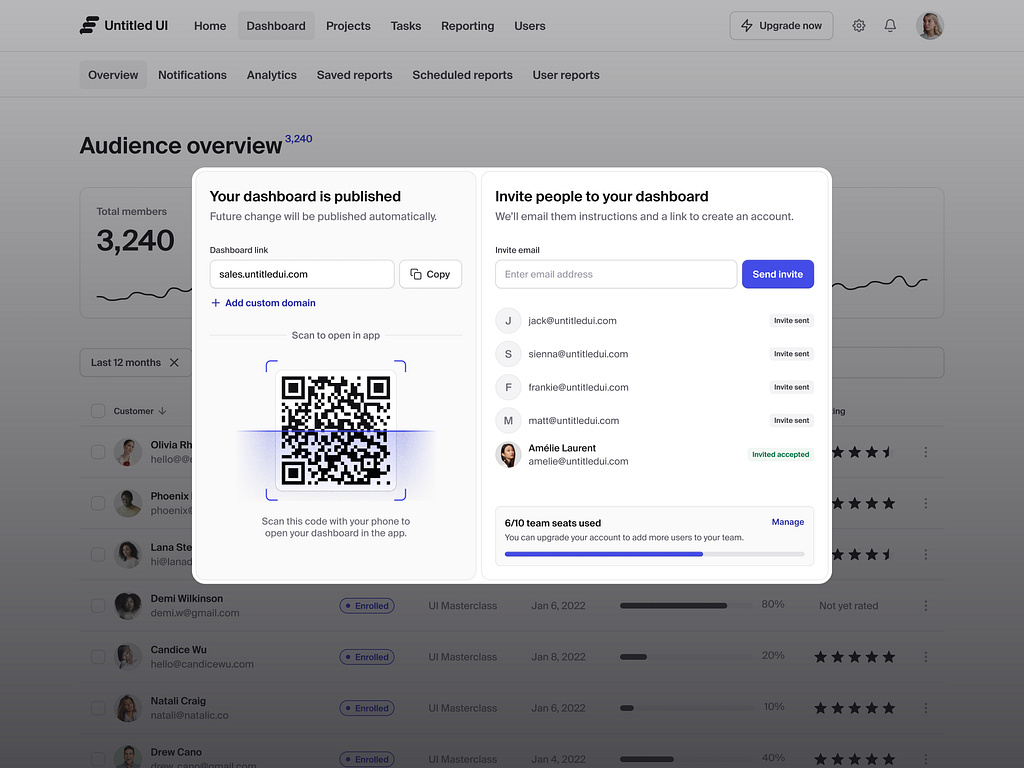 Untitled UI
Home
Dashboard
Projects
Tasks
Reporting
Users
Upgrade now
Overview
Notifications
Analytics
Saved reports
Scheduled reports
User reports
Audience overview 3,240
Total members
3,240
Last 12 months
Your dashboard is published
Future change will be published automatically.
Dashboard link
sales.untitledui.com
Copy
Add custom domain
Scan to open in app
Scan this code with your phone to
open your dashboard in the app.
Invite people to your dashboard
We'll email them instructions and a link to create an account.
Invite email
Enter email address
Send invite
J
jack@untitledui.com
Invite sent
S
sienna@untitledui.com
Invite sent
F
frankie@untitledui.com
Invite sent
M
matt@untitledui.com
Invite sent
Amélie Laurent
amelie@untitledui.com
Invited accepted
6/10 team seats used
Manage
You can upgrade your account to add more users to your team.
Customer
Olivia Rh
hello@
Phoenix
phoenix
Lana Ste
hi@lanad
Demi Wilkinson
demi.w@gmail.com
Enrolled
UI Masterclass
Jan 6, 2022
80%
Not yet rated
Candice Wu
hello@candicewu.com
Enrolled
UI Masterclass
Jan 8, 2022
20%
Natali Craig
natali@natalic.co
Enrolled
UI Masterclass
Jan 6, 2022
10%
Drew Cano
drew.cano@gmail.com
Enrolled
UI Masterclass
Jan 4, 2022
40%